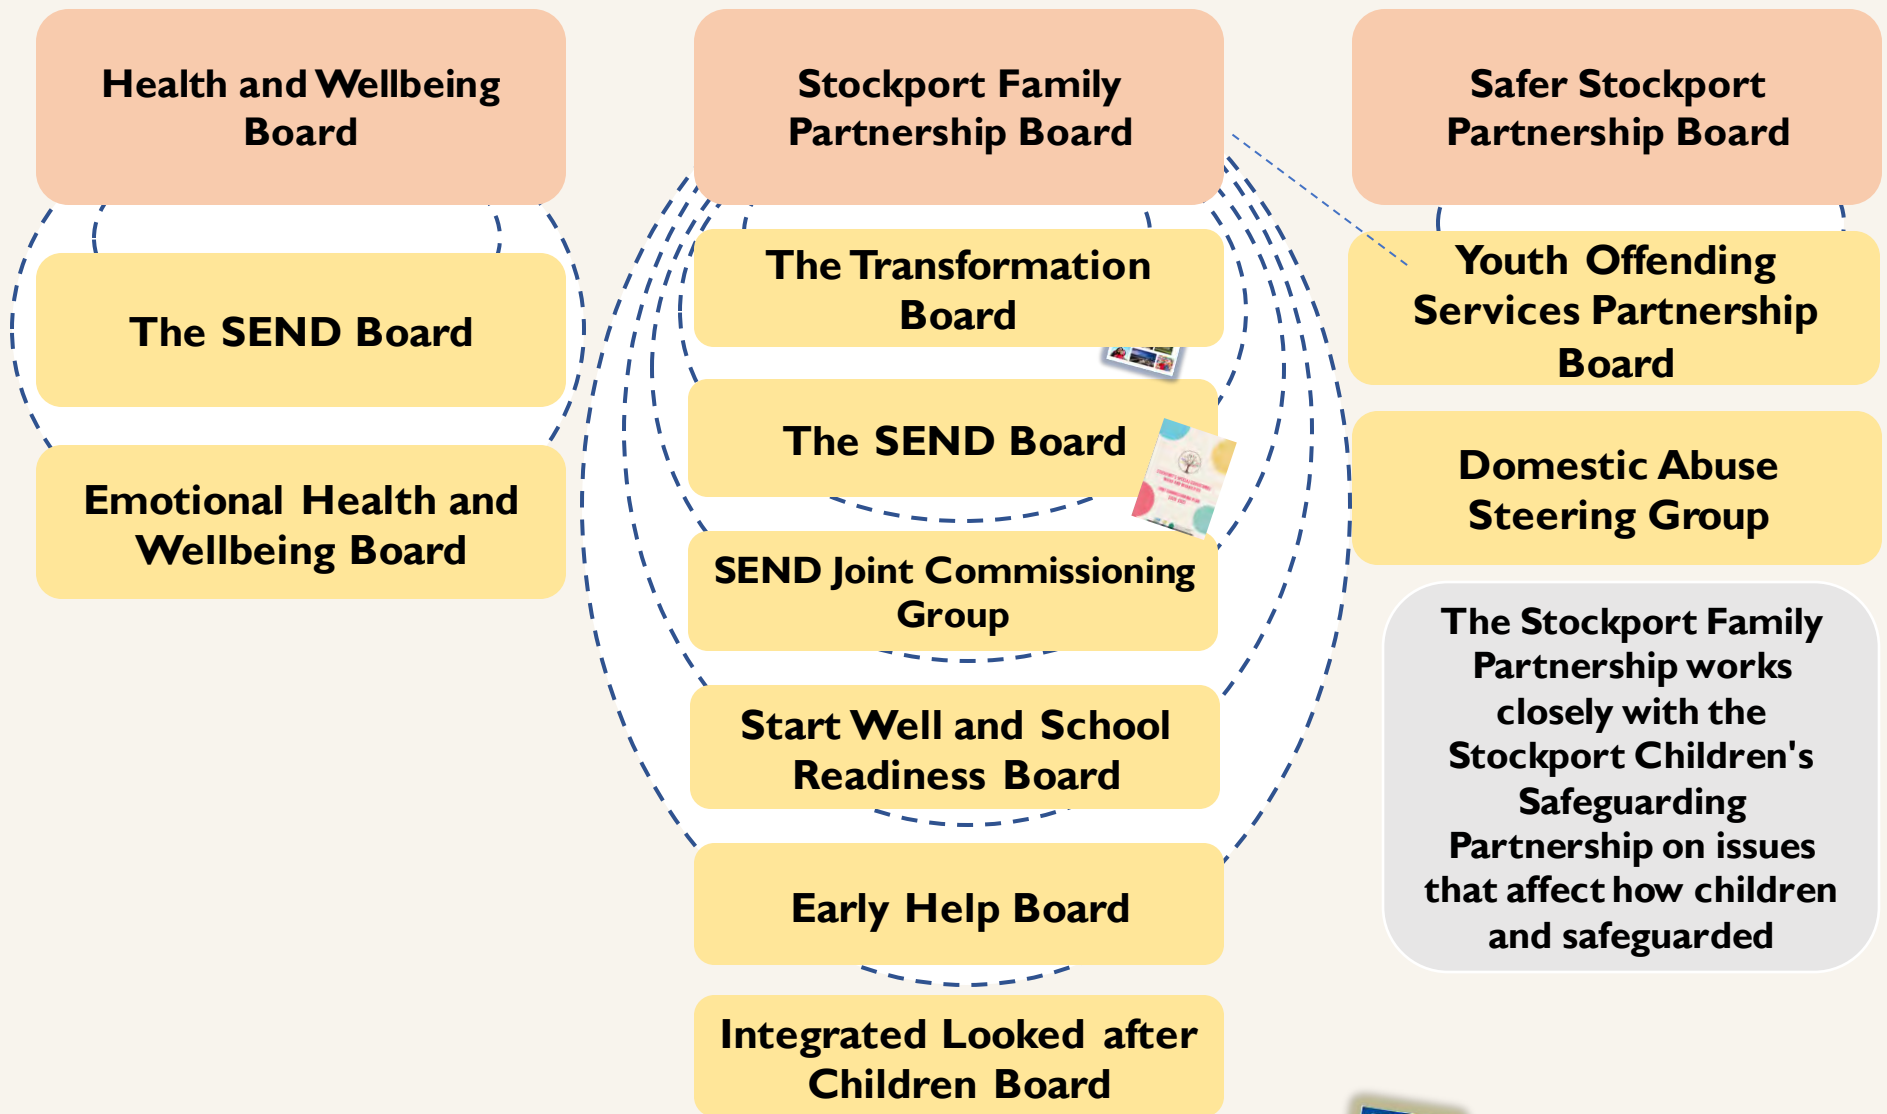 Health and Wellbeing
Board
The SEND Board
Emotional Health and
Wellbeing Board
Stockport Family
Partnership Board
The Transformation
Board
The SEND Board
SEND Joint Commissioning
Group
Start Well and School
Readiness Board
Early Help Board
Integrated Looked after
Children Board
Safer Stockport
Partnership Board
Youth Offending
Services Partnership
Board
Domestic Abuse
Steering Group
The Stockport Family
Partnership works
closely with the
Stockport Children's
Safeguarding
Partnership on issues
that affect how children
and safeguarded